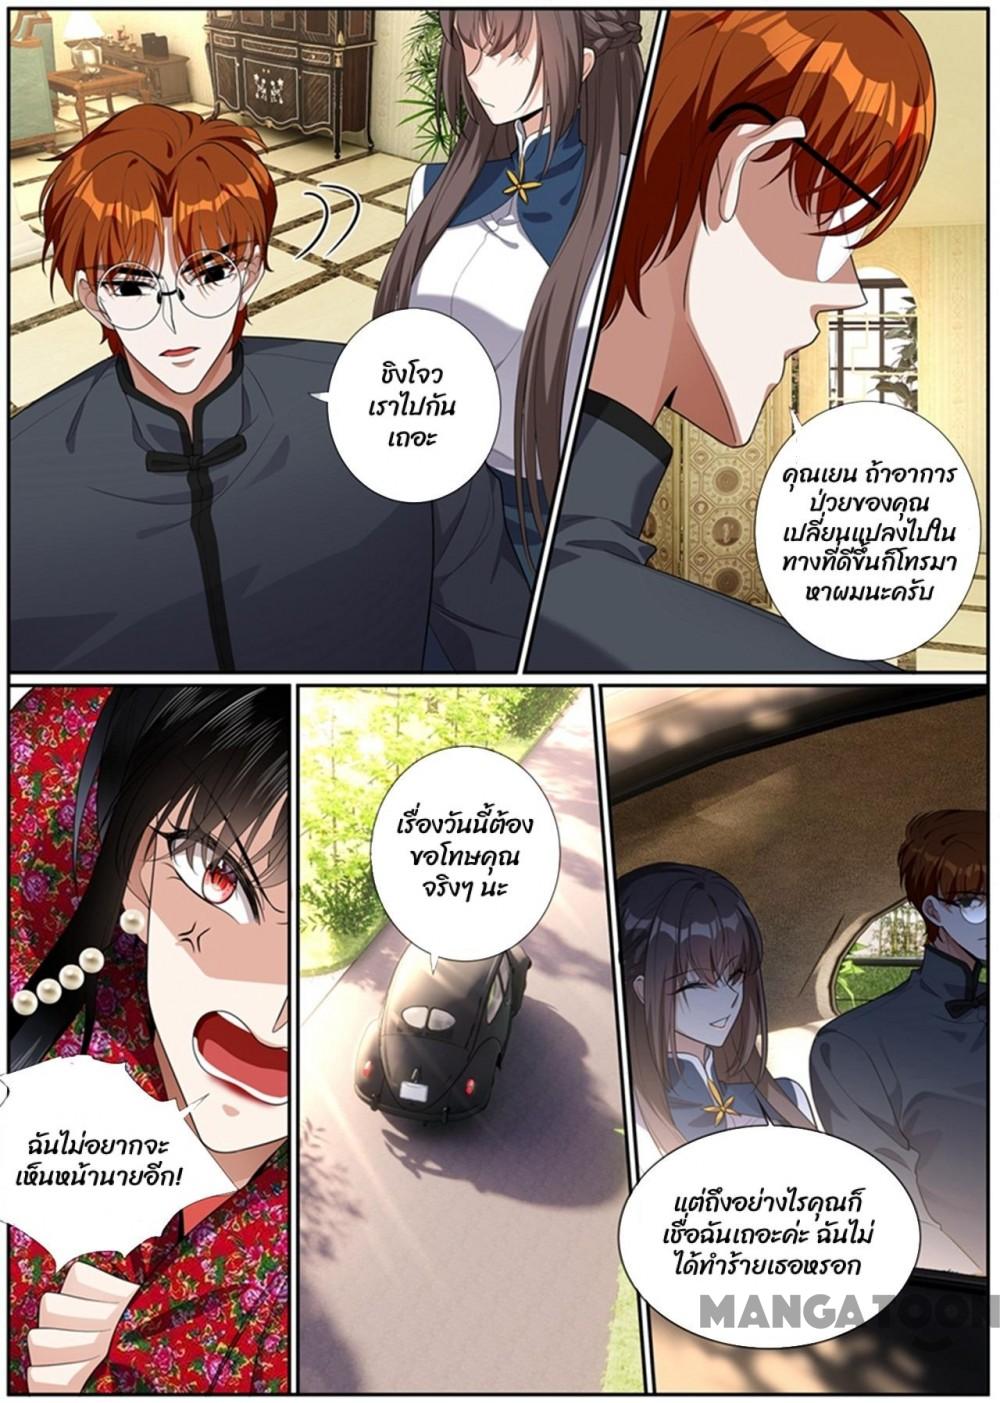 ชิงโจว
เราไปกัน
เถอะ
คุณเยน ถ้าอาการ
ป่วยของคุณ
เปลี่ยนแปลงไปใน
ทางที่ดีขึ้นก็โทรมา
หาผมนะครับ
ฉันไม่อยากจะ
เห็นหน้านายอีก!
เรื่องวันนี้ต้อง
ขอโทษคุณ
จริงๆ นะ
แต่ถึงอย่างไรคุณก็
เชื่อฉันเถอะค่ะ ฉันไม่
ได้ทำร้ายเธอหรอก
MANGATOON